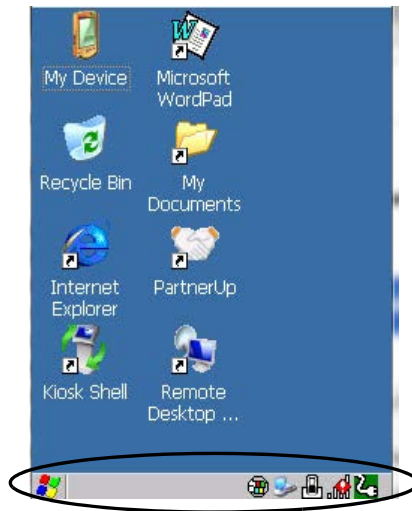 My Device
Microsoft
WordPad
Recycle Bin
My
Documents
Internet
Explorer
PartnerUp
Kiosk Shell
Remote
Desktop ...